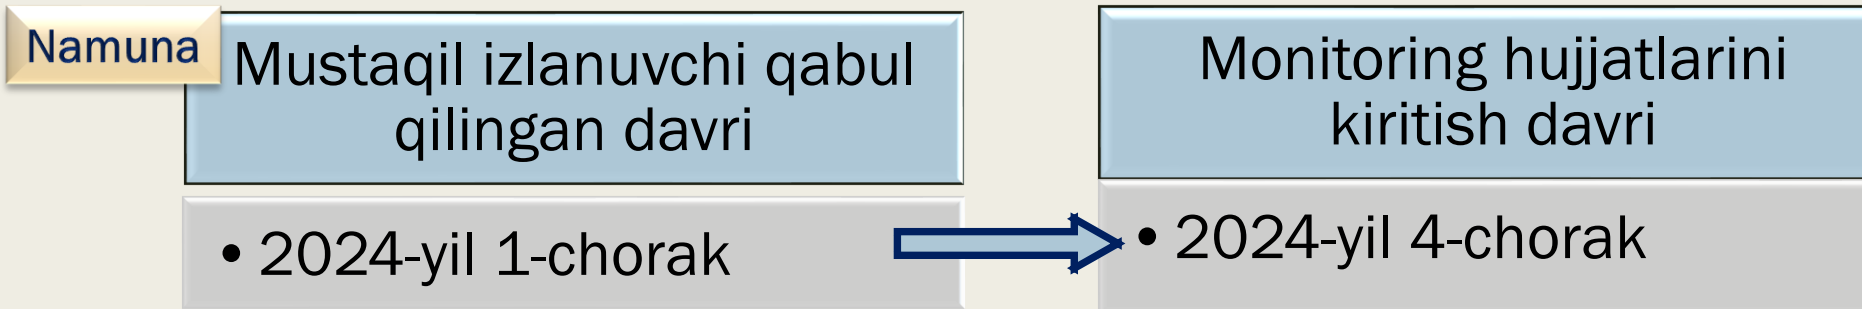 Namuna
Mustaqil izlanuvchi qabul
qilingan davri
• 2024-yil 1-chorak
Monitoring hujjatlarini
kiritish davri
• 2024-yil 4-chorak